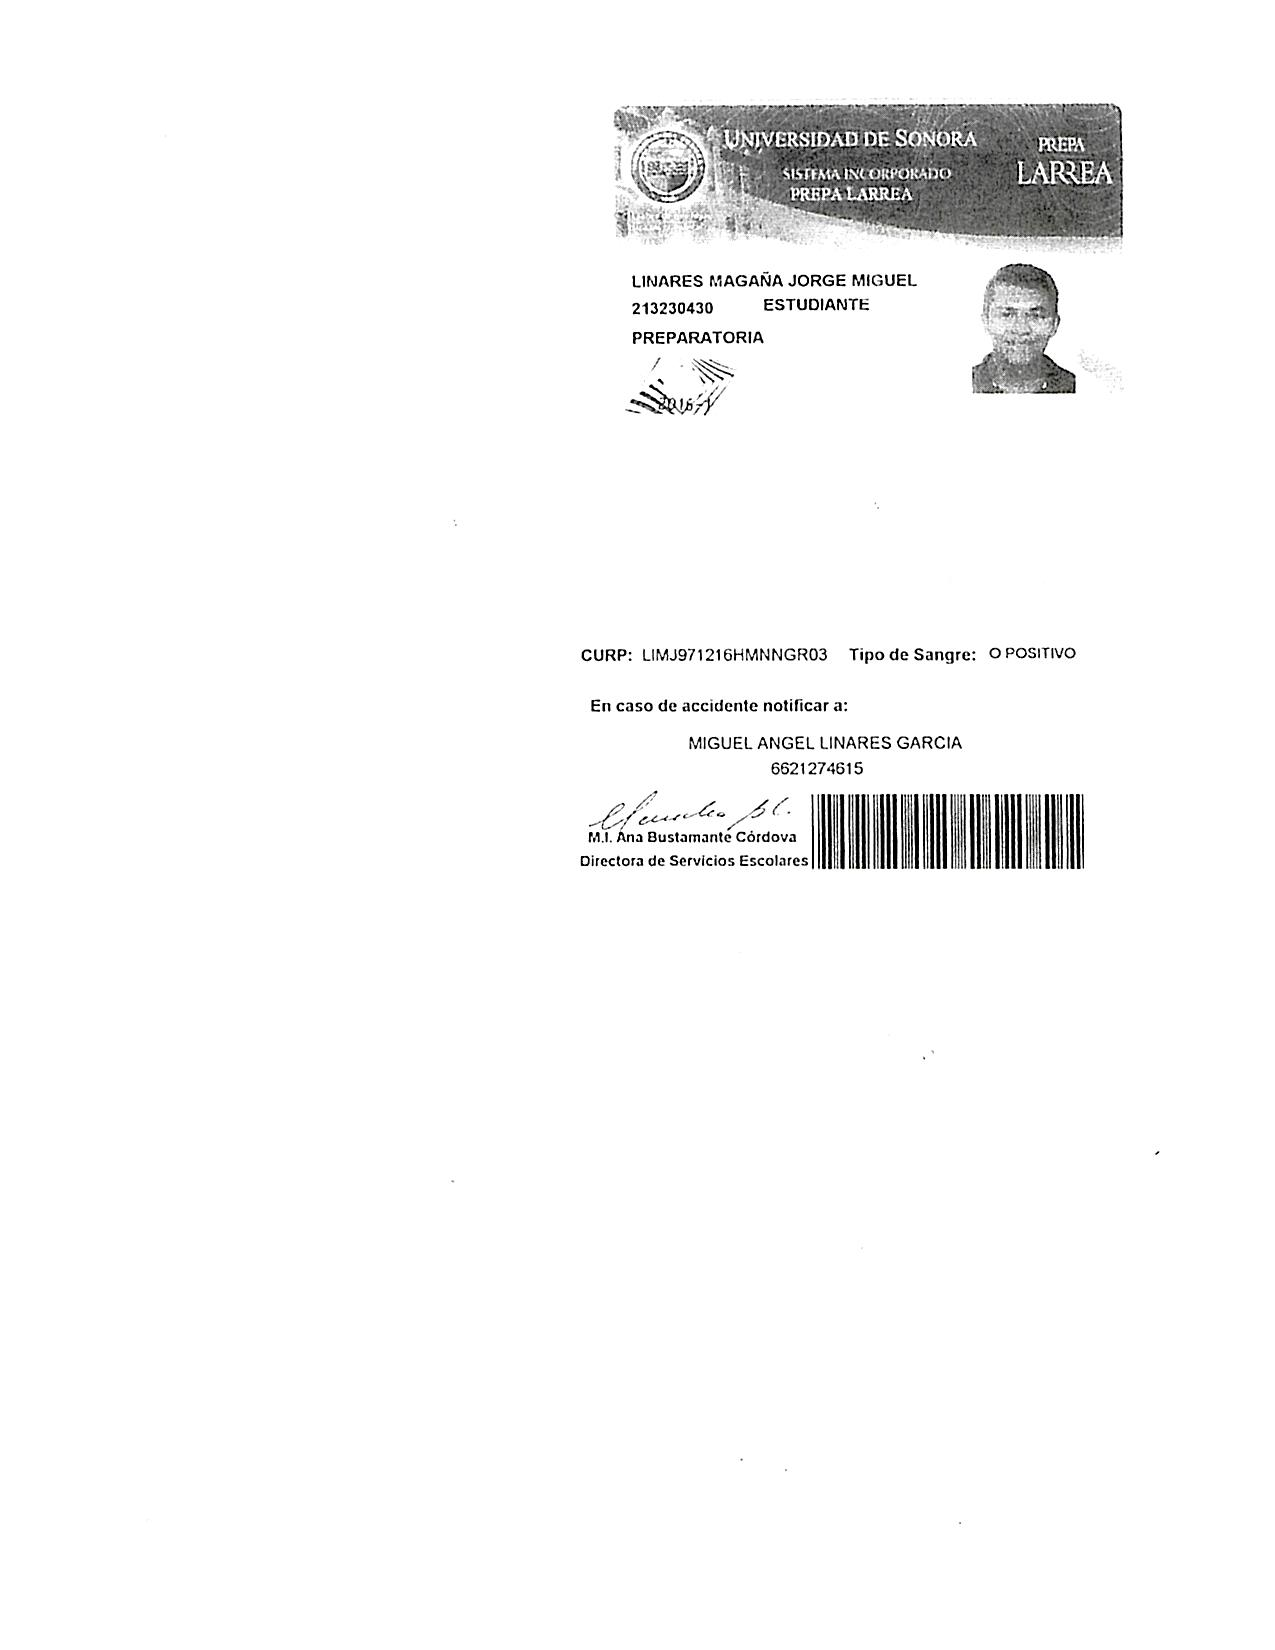 UNIVERSIDAD DE SONORA
SISTEMA INCORPORADO
PREPA LARREA
PREPA
LARREA
LINARES MAGAÑA JORGE MIGUEL
213230430 ESTUDIANTE
PREPARATORIA
2016-1
CURP: LIMJ971216HMNNGR03 Tipo de Sangre: O POSITIVO
En caso de accidente notificar a:
MIGUEL ANGEL LINARES GARCIA
6621274615
M.I. Ana Bustamante Córdova
Directora de Servicios Escolares